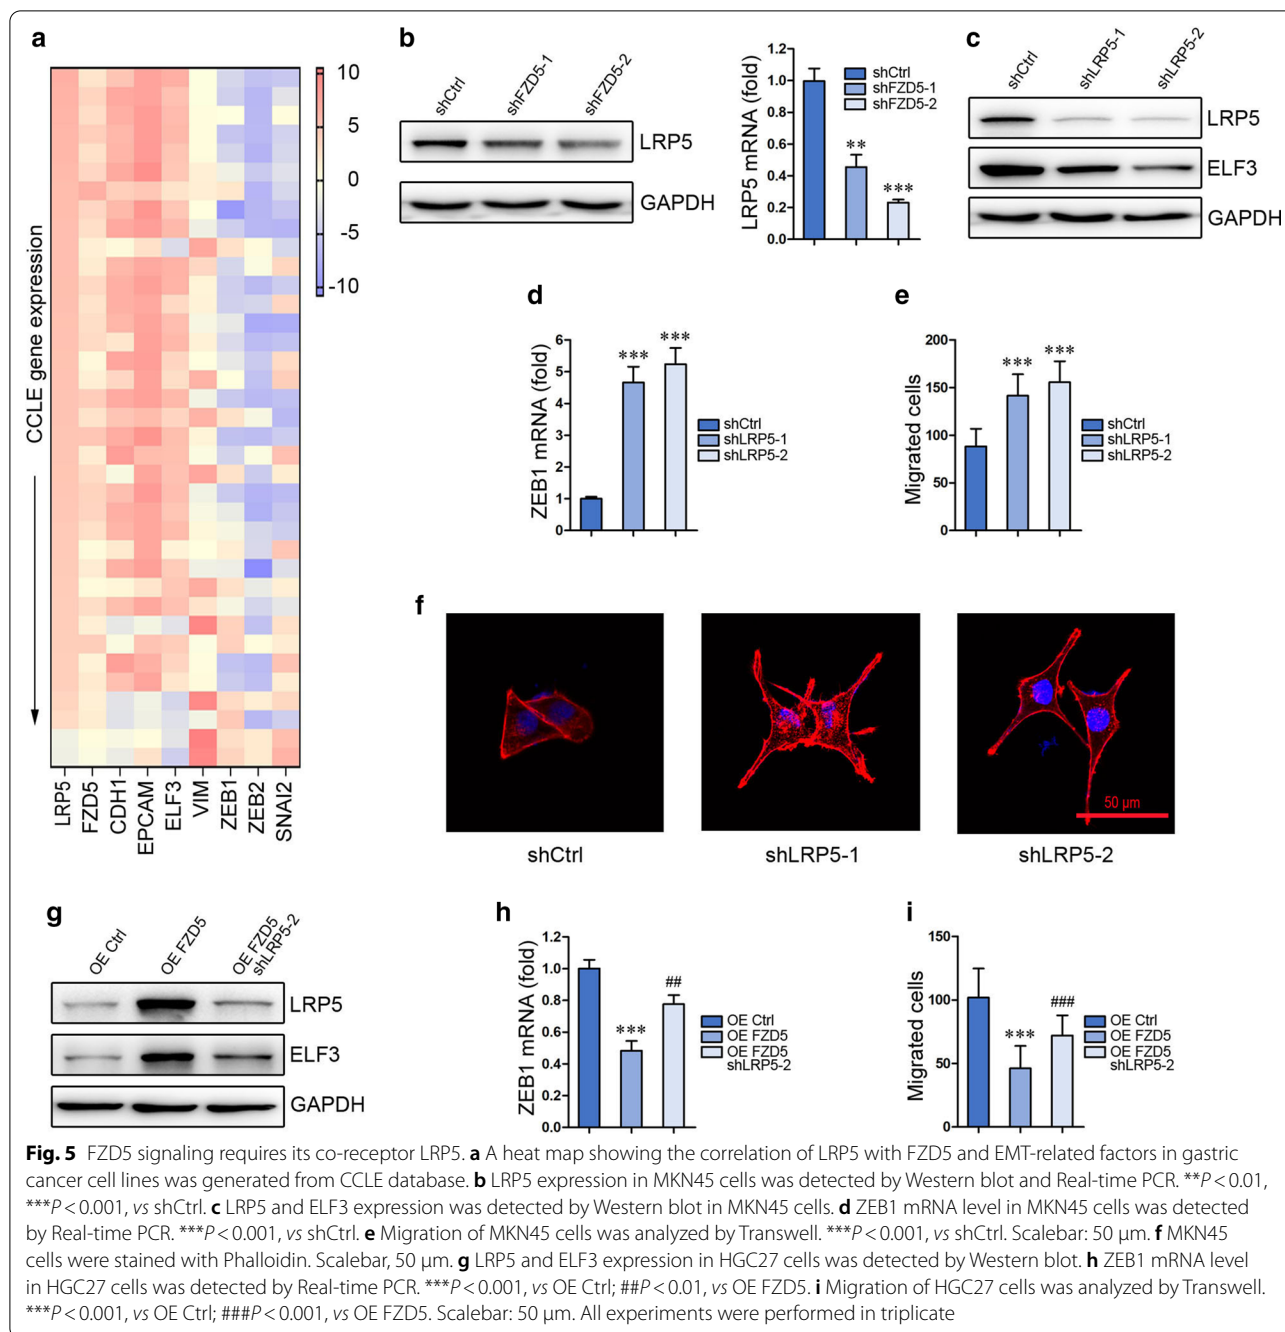 a
CCLE gene expression
10
5
0
-5
-10
LRP5
FZD5
CDH1
EPCAM
ELF3
VIM
ZEB1
ZEB2
SNAI2
b
shCtrl
shFZD5-1
shFZD5-2
LRP5
GAPDH
LRP5 mRNA (fold)
1.2
1.0
0.8
0.6
0.4
0.2
0.0
**
***
shCtrl
shFZD5-1
shFZD5-2
c
shCtrl
shLRP5-1
shLRP5-2
LRP5
ELF3
GAPDH
d
ZEB1 mRNA (fold)
6
5
4
3
2
1
0
***
***
shCtrl
shLRP5-1
shLRP5-2
e
Migrated cells
200
150
100
50
0
***
***
shCtrl
shLRP5-1
shLRP5-2
f
50 µm
shCtrl
shLRP5-1
shLRP5-2
g
OE Ctrl
OE FZD5
OE FZD5
shLRP5-2
LRP5
ELF3
GAPDH
h
ZEB1 mRNA (fold)
1.2
1.0
0.8
0.6
0.4
0.2
0.0
***
##
OE Ctrl
OE FZD5
OE FZD5
shLRP5-2
i
Migrated cells
150
100
50
0
***
###
OE Ctrl
OE FZD5
OE FZD5
shLRP5-2
Fig. 5 FZD5 signaling requires its co-receptor LRP5. a A heat map showing the correlation of LRP5 with FZD5 and EMT-related factors in gastric
cancer cell lines was generated from CCLE database. b LRP5 expression in MKN45 cells was detected by Western blot and Real-time PCR. **P < 0.01,
***P < 0.001, vs shCtrl. c LRP5 and ELF3 expression was detected by Western blot in MKN45 cells. d ZEB1 mRNA level in MKN45 cells was detected
by Real-time PCR. ***P < 0.001, vs shCtrl. e Migration of MKN45 cells was analyzed by Transwell. ***P < 0.001, vs shCtrl. Scalebar: 50 µm. f MKN45
cells were stained with Phalloidin. Scalebar, 50 µm. g LRP5 and ELF3 expression in HGC27 cells was detected by Western blot. h ZEB1 mRNA level
in HGC27 cells was detected by Real-time PCR. ***P < 0.001, vs OE Ctrl; ##P < 0.01, vs OE FZD5. i Migration of HGC27 cells was analyzed by Transwell.
***P < 0.001, vs OE Ctrl; ###P < 0.001, vs OE FZD5. Scalebar: 50 µm. All experiments were performed in triplicate